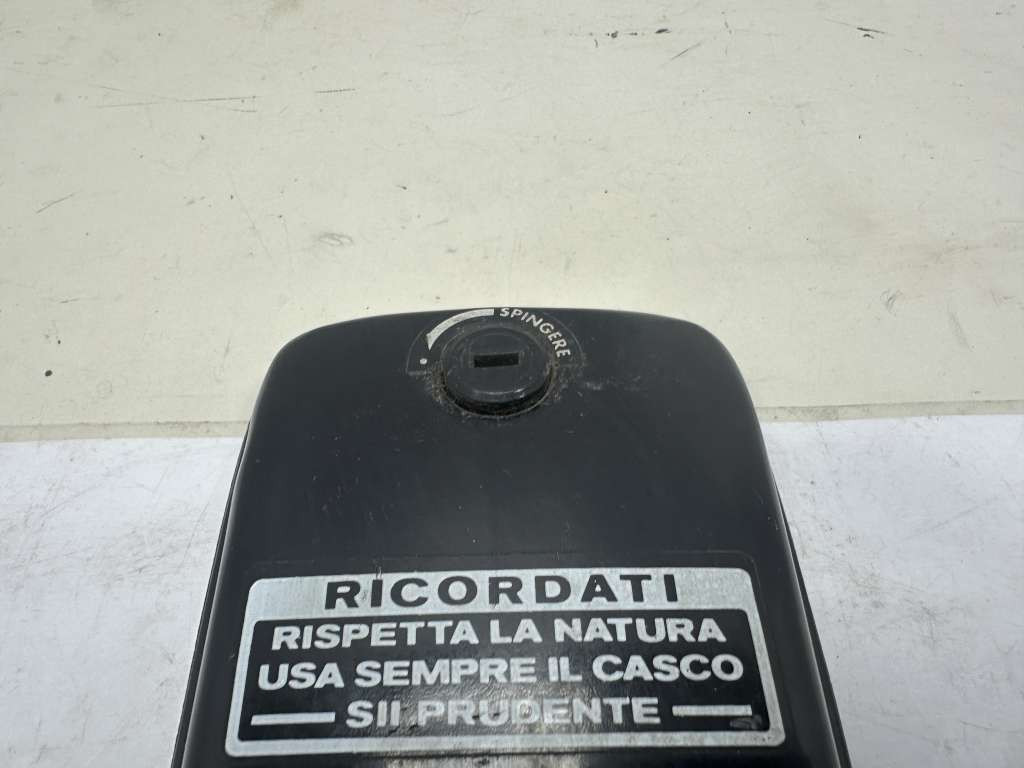 SPINGERE
RICORDATI
RISPETTA LA NATURA
USA SEMPRE IL CASCO
SII PRUDENTE